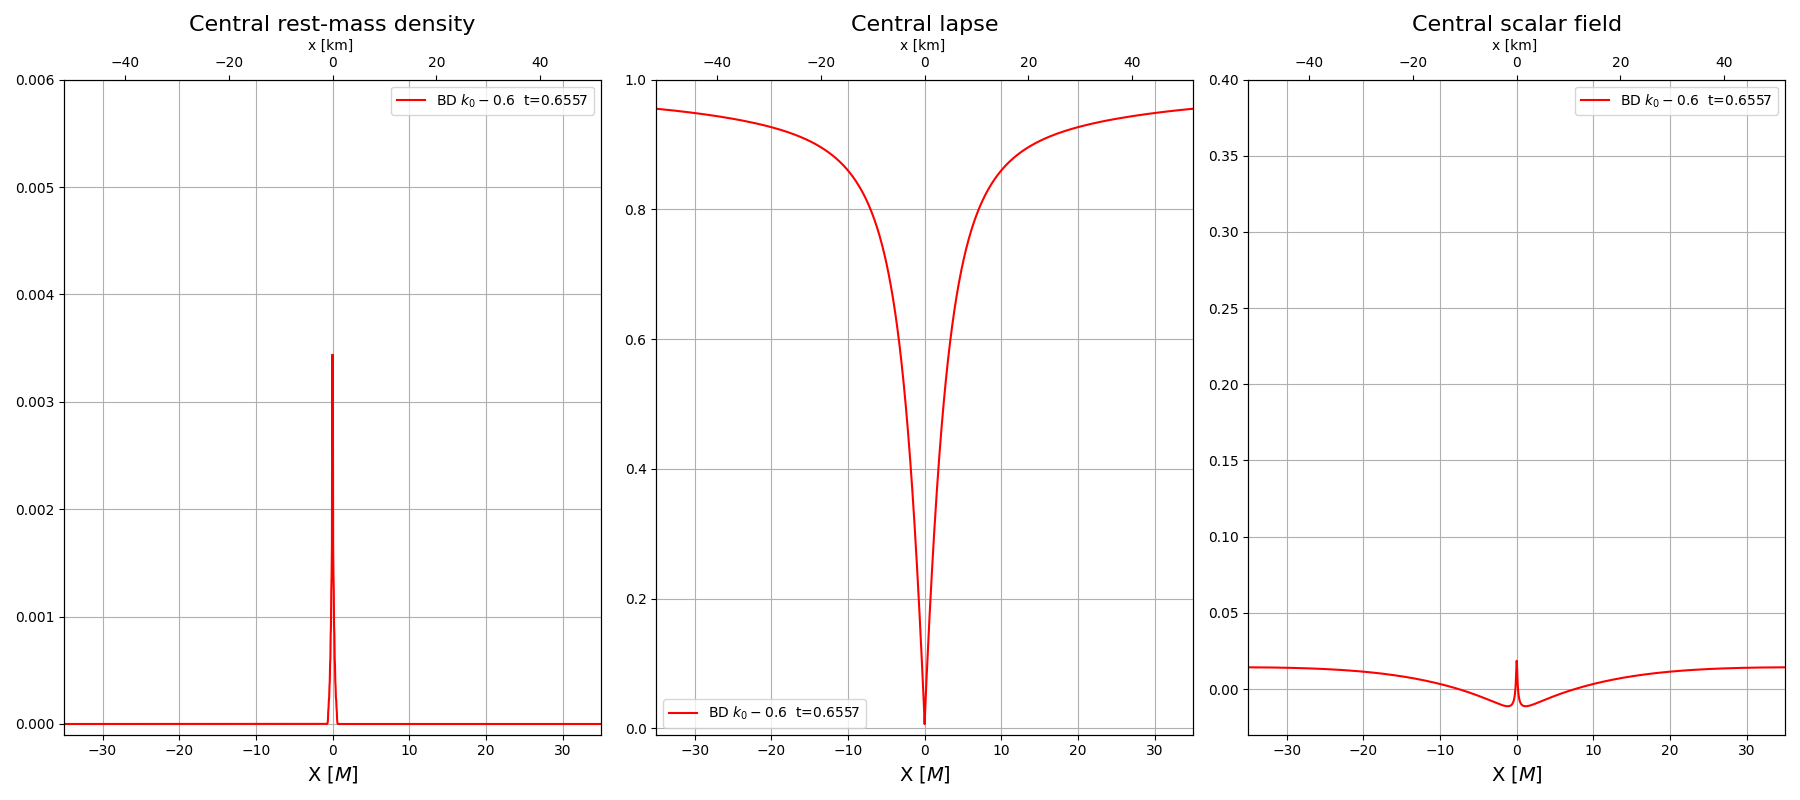 Central rest-mass density
x [km]
−40 −20 0 20 40
0.006
0.005
0.004
0.003
0.002
0.001
0.000
BD k₀ − 0.6 t=0.6557
−30 −20 −10 0 10 20 30
X [M]
Central lapse
x [km]
−40 −20 0 20 40
1.0
0.8
0.6
0.4
0.2
0.0
BD k₀ − 0.6 t=0.6557
−30 −20 −10 0 10 20 30
X [M]
Central scalar field
x [km]
−40 −20 0 20 40
0.40
0.35
0.30
0.25
0.20
0.15
0.10
0.05
0.00
BD k₀ − 0.6 t=0.6557
−30 −20 −10 0 10 20 30
X [M]